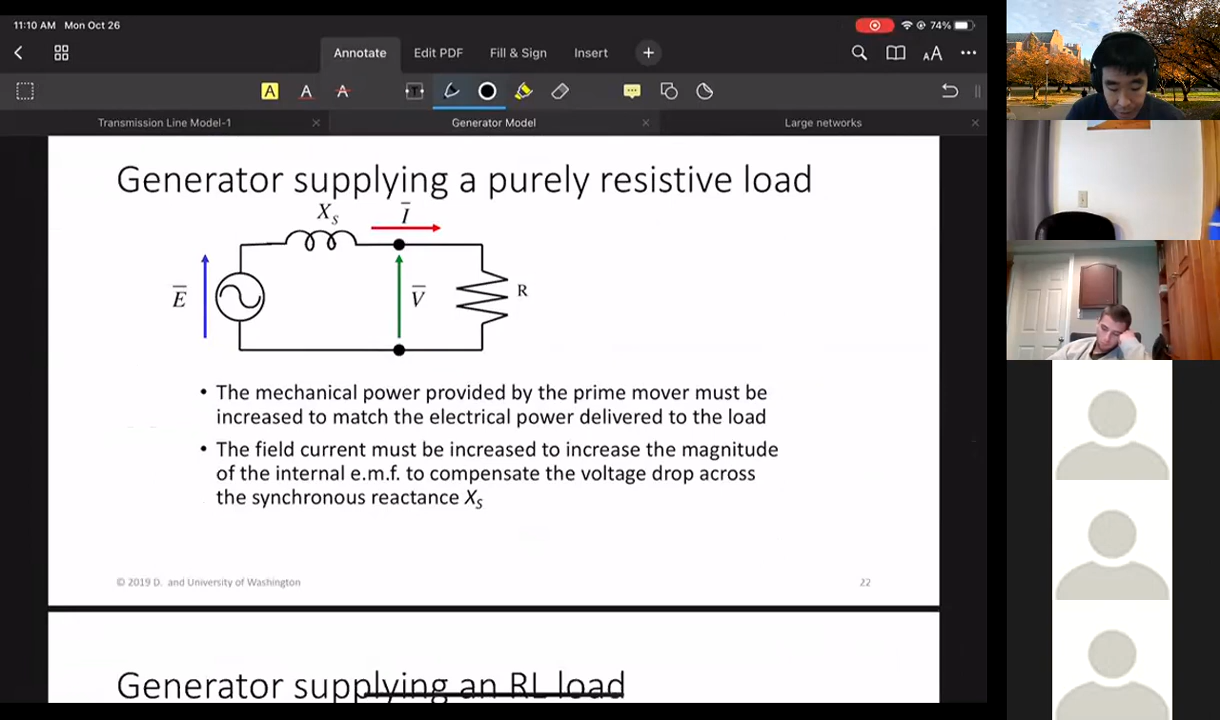 11:10 AM Mon Oct 26
74%
Annotate Edit PDF Fill & Sign Insert +
AA
A A A T
Transmission Line Model-1 × Generator Model × Large networks ×
Generator supplying a purely resistive load
Xs I
E V R
• The mechanical power provided by the prime mover must be
increased to match the electrical power delivered to the load
• The field current must be increased to increase the magnitude
of the internal e.m.f. to compensate the voltage drop across
the synchronous reactance Xs
© 2019 D. and University of Washington
22
Generator supplying an RL load